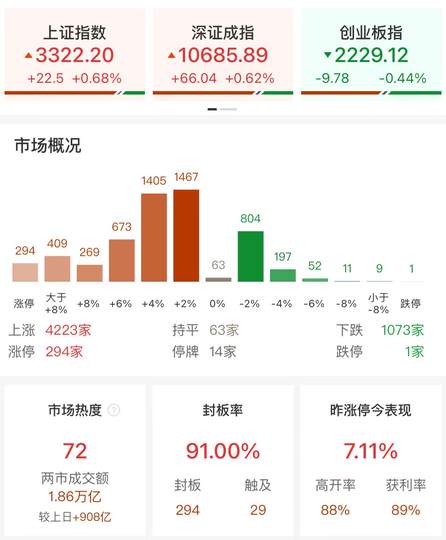 上证指数 深证成指 创业板指
3322.20 10685.89 2229.12
+22.5 +0.68% +66.04 +0.62% -9.78 -0.44%
市场概况
294 409 269 673 1405 1467 63 804 197 52 11 9 1
涨停 大于+8% +8% +6% +4% +2% 0% -2% -4% -6% -8% 小于-8% 跌停
上涨 4223家 持平 63家 下跌 1073家
涨停 294家 停牌 14家 跌停 1家
市场热度 ? 封板率 昨涨停今表现
72 91.00% 7.11%
两市成交额 封板 触及 高开率 获利率
1.86万亿 294 29 88% 89%
较上日+908亿